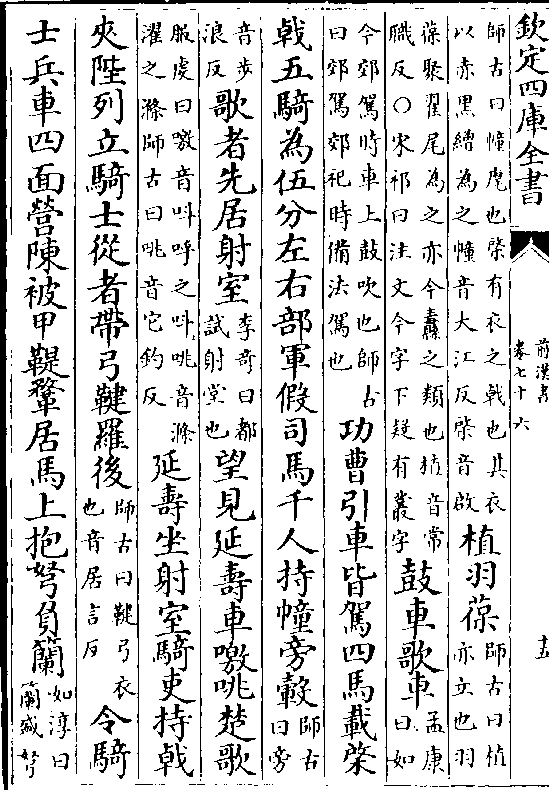 欽定四庫全書
前漢書
卷七十六
十五
師古曰幢麾也棨有衣之戟也其衣
以赤黑繒為之幢音大江反棨音啟
植羽葆
師古曰植
亦立也羽
葆聚翟尾為之亦今纛之類也植音常
職反○宋祁曰注文今字下疑有叢字
鼓車歌車
孟康
曰如
今郊駕時車上鼓吹也師古
曰郊駕郊祀時備法駕也
功曹引車皆駕四馬載棨
戟五騎為伍分左右部軍假司馬千人持幢旁轂
師古
曰旁
音步
浪反
歌者先居射室
李奇曰都
試射堂也
望見延壽車噭咷楚歌
服虔曰噭音叫呼之叫咷音滌
濯之滌師古曰咷音它釣反
延壽坐射室騎吏持戟
夾陛列立騎士從者帶弓鞬羅後
師古曰鞬弓衣
也音居言反
令騎
士兵車四面營陳被甲鞮鞪居馬上抱弩負蘭
如淳曰
蘭盛弩